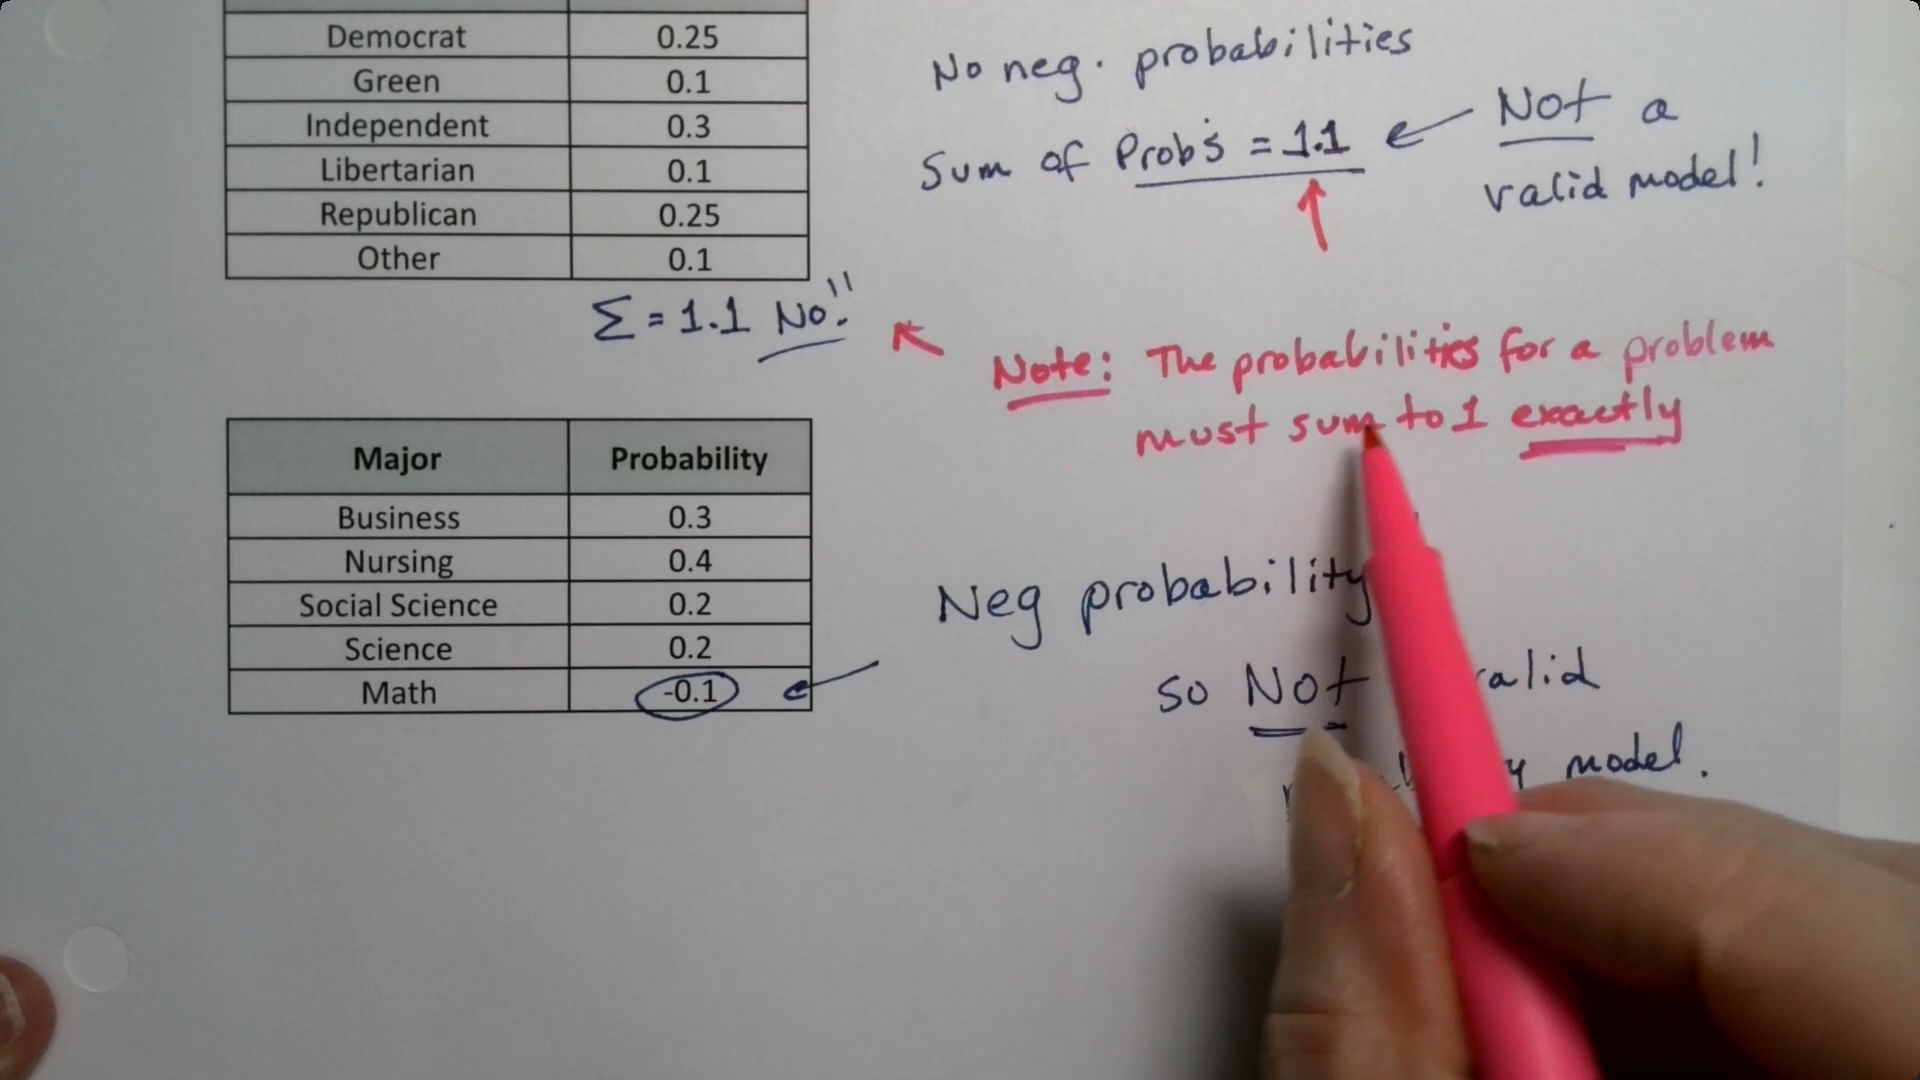 Democrat 0.25
Green 0.1
Independent 0.3
Libertarian 0.1
Republican 0.25
Other 0.1
Σ = 1.1 No!!
No neg. probabilities
Sum of Prob's = 1.1
Not a
valid model!
Note: The probabilities for a problem
must sum to 1 exactly
Major Probability
Business 0.3
Nursing 0.4
Social Science 0.2
Science 0.2
Math -0.1
Neg probability
so Not
model.